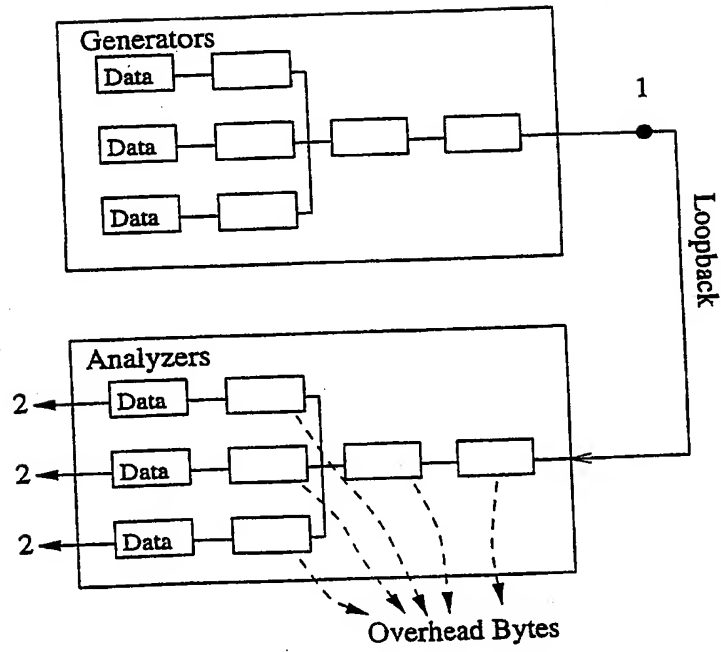 Generators
Data
Data
Data
1
Loopback
Analyzers
2
Data
2
Data
2
Data
Overhead Bytes